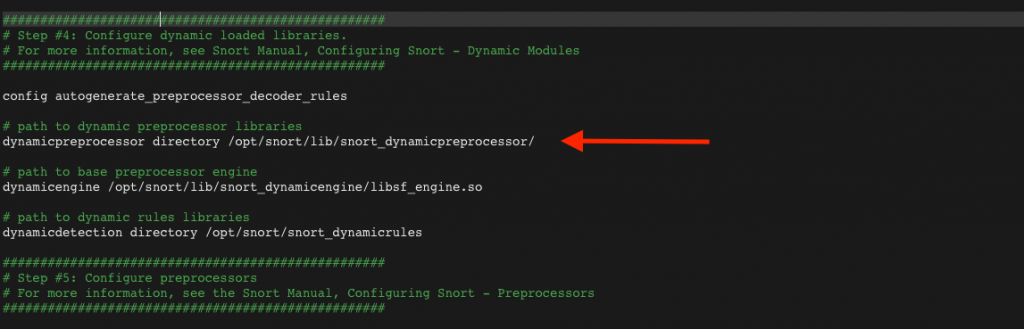 ###################################################
# Step #4: Configure dynamic loaded libraries.
# For more information, see Snort Manual, Configuring Snort - Dynamic Modules
###################################################
config autogenerate_preprocessor_decoder_rules
# path to dynamic preprocessor libraries
dynamicpreprocessor directory /opt/snort/lib/snort_dynamicpreprocessor/
# path to base preprocessor engine
dynamicengine /opt/snort/lib/snort_dynamicengine/libsf_engine.so
# path to dynamic rules libraries
dynamicdetection directory /opt/snort/snort_dynamicrules
###################################################
# Step #5: Configure preprocessors
# For more information, see the Snort Manual, Configuring Snort - Preprocessors
###################################################